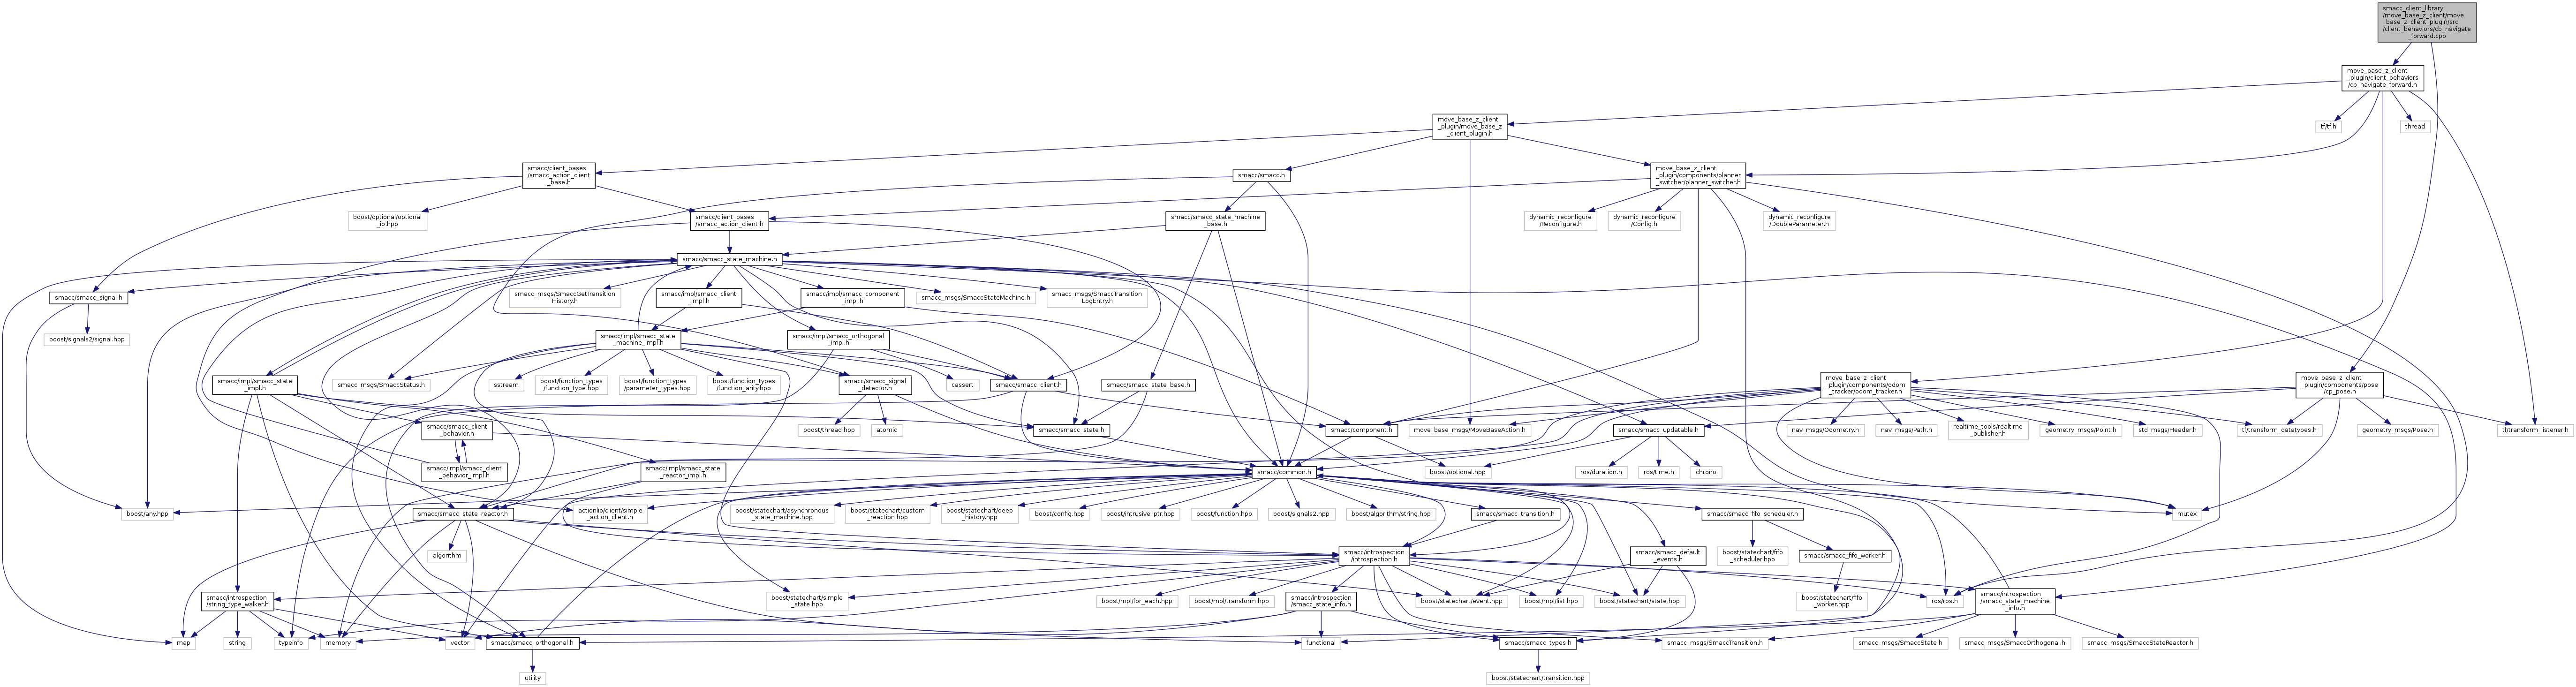 smacc_client_library
/move_base_z_client/move
_base_z_client_plugin/src
/client_behaviors/cb_navigate
_forward.cpp
move_base_z_client
_plugin/client_behaviors
/cb_navigate_forward.h
move_base_z_client
_plugin/move_base_z
_client_plugin.h
tf/tf.h
thread
smacc/client_bases
/smacc_action_client
_base.h
smacc/smacc.h
move_base_z_client
_plugin/components/planner
_switcher/planner_switcher.h
boost/optional/optional
_io.hpp
smacc/client_bases
/smacc_action_client.h
smacc/smacc_state_machine
_base.h
dynamic_reconfigure
/Reconfigure.h
dynamic_reconfigure
/Config.h
dynamic_reconfigure
/DoubleParameter.h
smacc/smacc_state_machine.h
smacc/smacc_signal.h
smacc_msgs/SmaccGetTransition
History.h
smacc/impl/smacc_client
_impl.h
smacc/impl/smacc_component
_impl.h
smacc_msgs/SmaccStateMachine.h
smacc_msgs/SmaccTransition
LogEntry.h
boost/signals2/signal.hpp
smacc/impl/smacc_state
_machine_impl.h
smacc/impl/smacc_orthogonal
_impl.h
smacc/impl/smacc_state
_impl.h
smacc_msgs/SmaccStatus.h
sstream
boost/function_types
/function_type.hpp
boost/function_types
/parameter_types.hpp
boost/function_types
/function_arity.hpp
smacc/smacc_signal
_detector.h
cassert
smacc/smacc_client.h
smacc/smacc_state_base.h
move_base_z_client
_plugin/components/odom
_tracker/odom_tracker.h
move_base_z_client
_plugin/components/pose
/cp_pose.h
smacc/smacc_client
_behavior.h
boost/thread.hpp
atomic
smacc/smacc_state.h
smacc/component.h
move_base_msgs/MoveBaseAction.h
smacc/smacc_updatable.h
nav_msgs/Odometry.h
nav_msgs/Path.h
realtime_tools/realtime
_publisher.h
geometry_msgs/Point.h
std_msgs/Header.h
tf/transform_datatypes.h
geometry_msgs/Pose.h
tf/transform_listener.h
smacc/impl/smacc_client
_behavior_impl.h
smacc/impl/smacc_state
_reactor_impl.h
smacc/common.h
boost/optional.hpp
ros/duration.h
ros/time.h
chrono
boost/any.hpp
smacc/smacc_state_reactor.h
actionlib/client/simple
_action_client.h
boost/statechart/asynchronous
_state_machine.hpp
boost/statechart/custom
_reaction.hpp
boost/statechart/deep
_history.hpp
boost/config.hpp
boost/intrusive_ptr.hpp
boost/function.hpp
boost/signals2.hpp
boost/algorithm/string.hpp
smacc/smacc_transition.h
smacc/smacc_fifo_scheduler.h
mutex
algorithm
smacc/introspection
/introspection.h
smacc/smacc_default
_events.h
boost/statechart/fifo
_scheduler.hpp
smacc/smacc_fifo_worker.h
smacc/introspection
/string_type_walker.h
boost/statechart/simple
_state.hpp
boost/mpl/for_each.hpp
boost/mpl/transform.hpp
smacc/introspection
/smacc_state_info.h
boost/statechart/event.hpp
boost/mpl/list.hpp
boost/statechart/state.hpp
boost/statechart/fifo
_worker.hpp
ros/ros.h
smacc/introspection
/smacc_state_machine
_info.h
map
string
typeinfo
memory
vector
smacc/smacc_orthogonal.h
functional
smacc/smacc_types.h
smacc_msgs/SmaccTransition.h
smacc_msgs/SmaccState.h
smacc_msgs/SmaccOrthogonal.h
smacc_msgs/SmaccStateReactor.h
utility
boost/statechart/transition.hpp